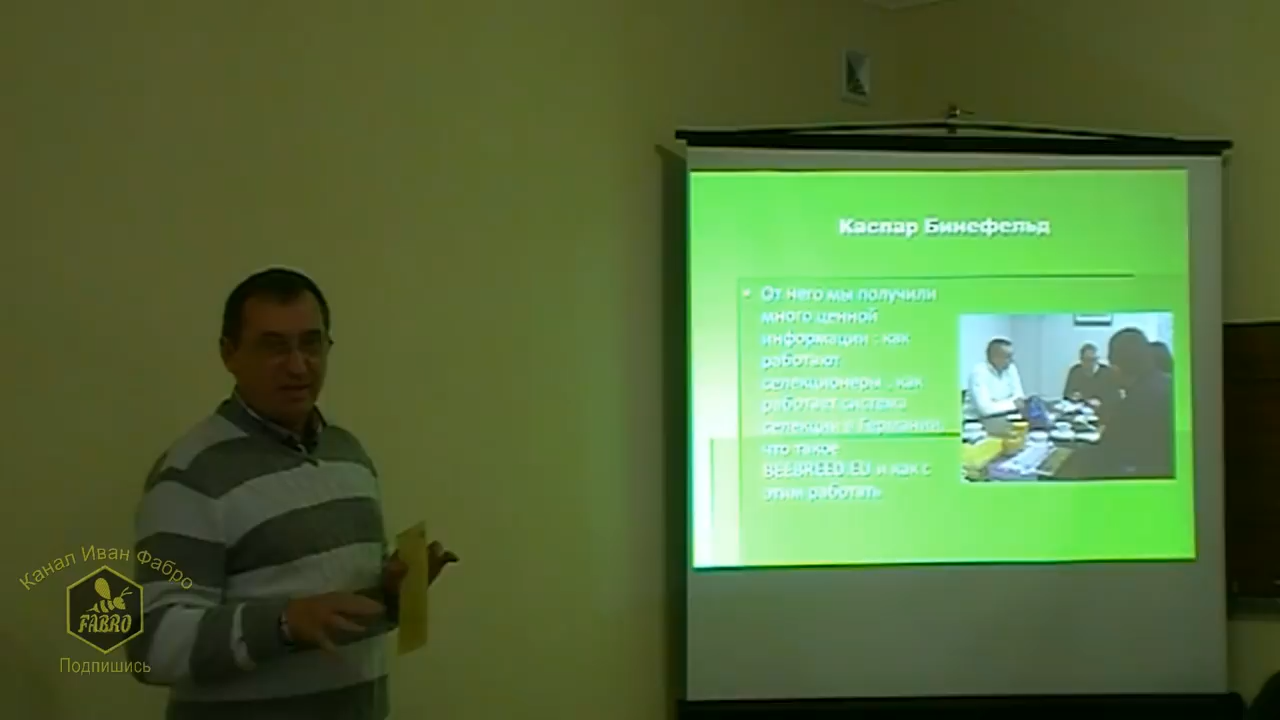 Каспар Бинефельд
От него мы получили
много ценной
информации : как
работают
селекционеры , как
работает система
селекции в Германии,
что такое
BEEBREED.EU и как с
этим работать
Канал Иван Фабро
FABRO
Подпишись